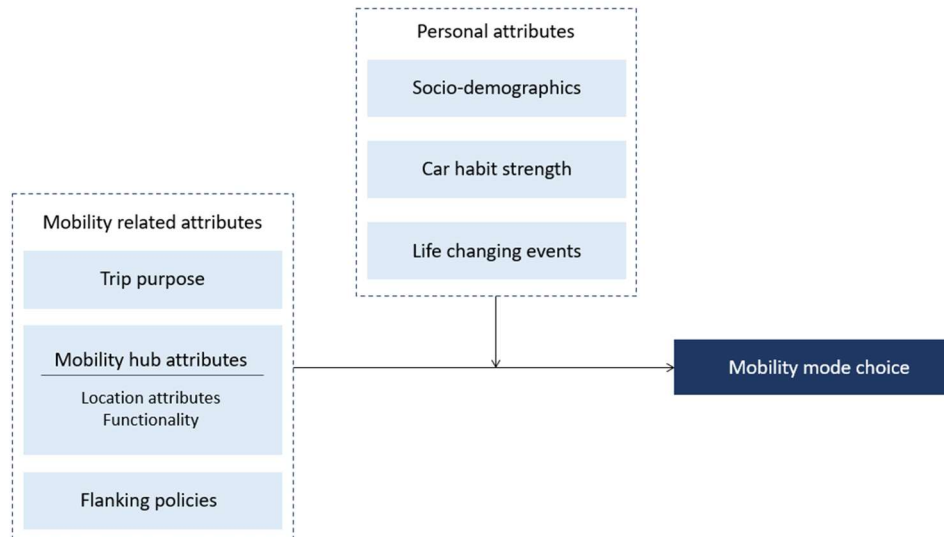 Personal attributes
Socio-demographics
Car habit strength
Life changing events
Mobility related attributes
Trip purpose
Mobility hub attributes
Location attributes
Functionality
Flanking policies
Mobility mode choice